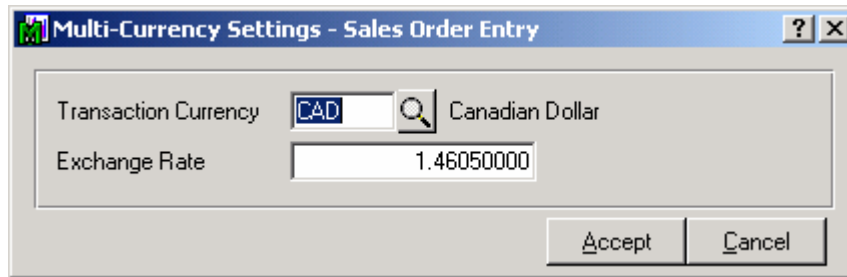 Multi-Currency Settings - Sales Order Entry
Transaction Currency CAD Canadian Dollar
Exchange Rate 1.46050000
Accept Cancel